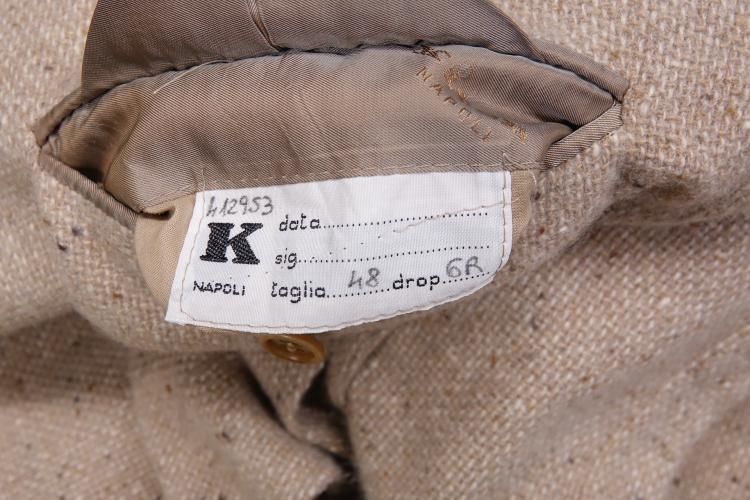 NAPOLI
412953
K
NAPOLI
data
sig
taglia 48 drop 6R